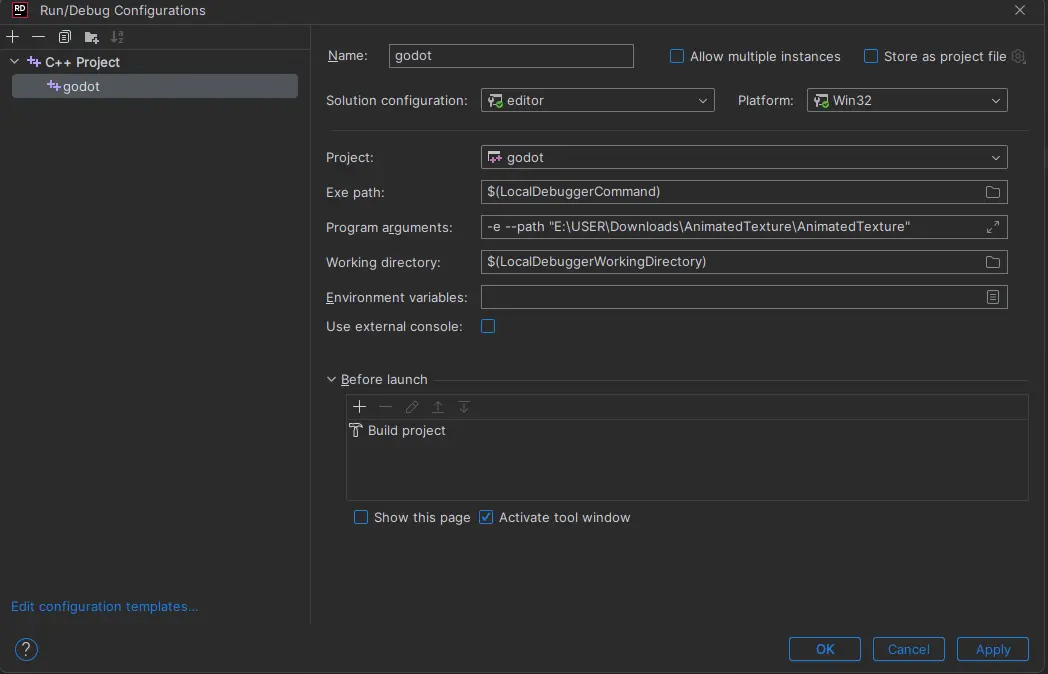 RD Run/Debug Configurations
C++ Project
godot
Name: godot Allow multiple instances Store as project file
Solution configuration: editor Platform: Win32
Project: godot
Exe path: $(LocalDebuggerCommand)
Program arguments: -e --path "E:\USER\Downloads\AnimatedTexture\AnimatedTexture"
Working directory: $(LocalDebuggerWorkingDirectory)
Environment variables:
Use external console:
Before launch
Build project
Show this page Activate tool window
Edit configuration templates...
? OK Cancel Apply